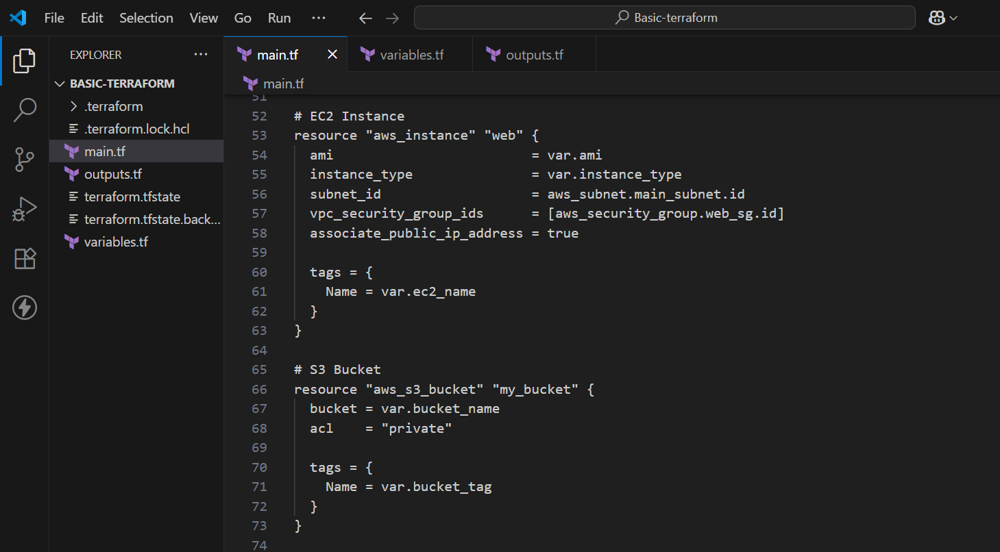 File Edit Selection View Go Run ···
Basic-terraform
EXPLORER ···
BASIC-TERRAFORM
.terraform
.terraform.lock.hcl
main.tf
outputs.tf
terraform.tfstate
terraform.tfstate.back...
variables.tf
main.tf variables.tf outputs.tf
main.tf
51
52 # EC2 Instance
53 resource "aws_instance" "web" {
54   ami                         = var.ami
55   instance_type               = var.instance_type
56   subnet_id                   = aws_subnet.main_subnet.id
57   vpc_security_group_ids      = [aws_security_group.web_sg.id]
58   associate_public_ip_address = true
59
60   tags = {
61     Name = var.ec2_name
62   }
63 }
64
65 # S3 Bucket
66 resource "aws_s3_bucket" "my_bucket" {
67   bucket = var.bucket_name
68   acl    = "private"
69
70   tags = {
71     Name = var.bucket_tag
72   }
73 }
74